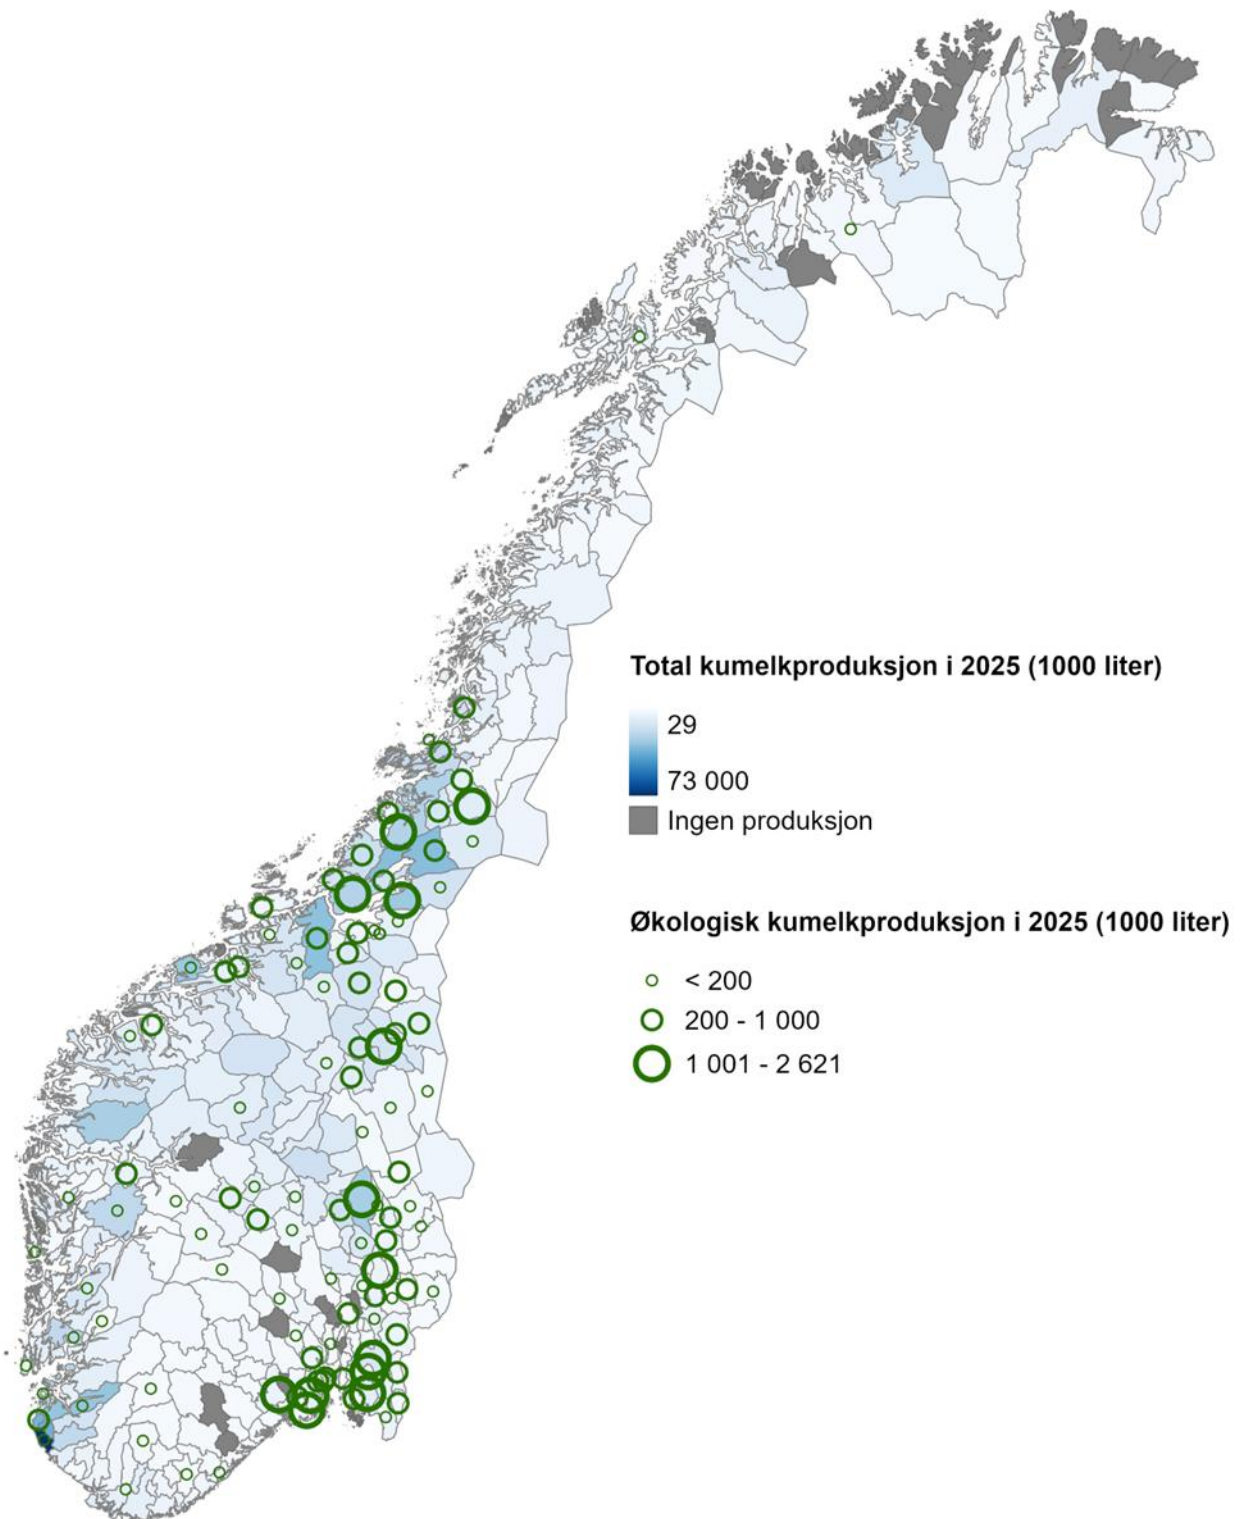 Total kumelkproduksjon i 2025 (1000 liter)
29
73 000
Ingen produksjon
Økologisk kumelkproduksjon i 2025 (1000 liter)
< 200
200 - 1 000
1 001 - 2 621